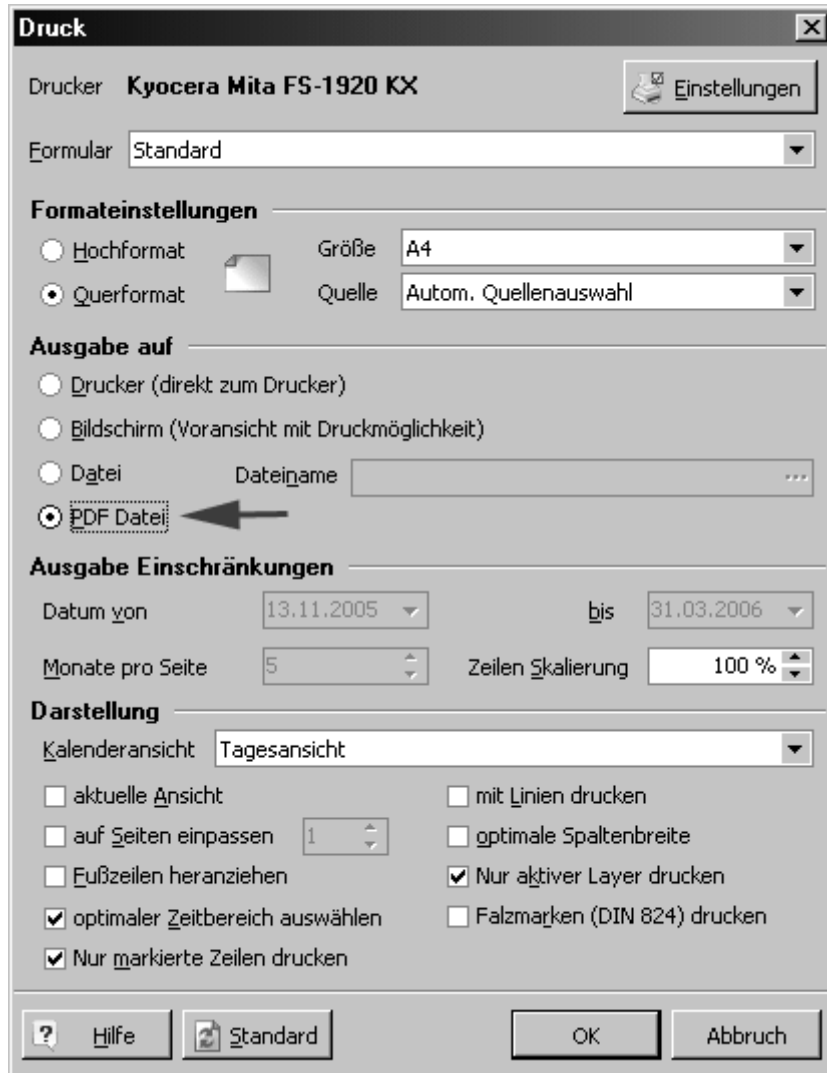 Druck
Drucker Kyocera Mita FS-1920 KX Einstellungen
Formular Standard
Formateinstellungen
Hochformat Größe A4
Querformat Quelle Autom. Quellenauswahl
Ausgabe auf
Drucker (direkt zum Drucker)
Bildschirm (Voransicht mit Druckmöglichkeit)
Datei Dateiname ...
PDF Datei
Ausgabe Einschränkungen
Datum von 13.11.2005 bis 31.03.2006
Monate pro Seite 5 Zeilen Skalierung 100 %
Darstellung
Kalenderansicht Tagesansicht
aktuelle Ansicht mit Linien drucken
auf Seiten einpassen 1 optimale Spaltenbreite
Fußzeilen heranziehen Nur aktiver Layer drucken
optimaler Zeitbereich auswählen Falzmarken (DIN 824) drucken
Nur markierte Zeilen drucken
? Hilfe Standard OK Abbruch